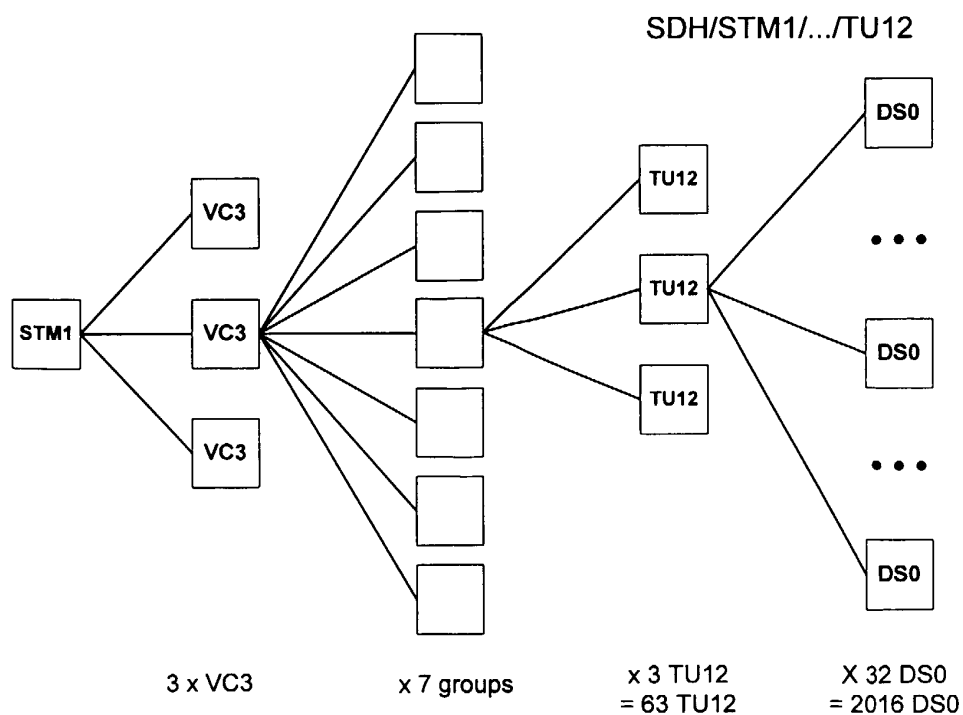 SDH/STM1/.../TU12
DS0
TU12
VC3
STM1
VC3
TU12
DS0
TU12
VC3
DS0
3 x VC3
x 7 groups
x 3 TU12
= 63 TU12
X 32 DS0
= 2016 DS0